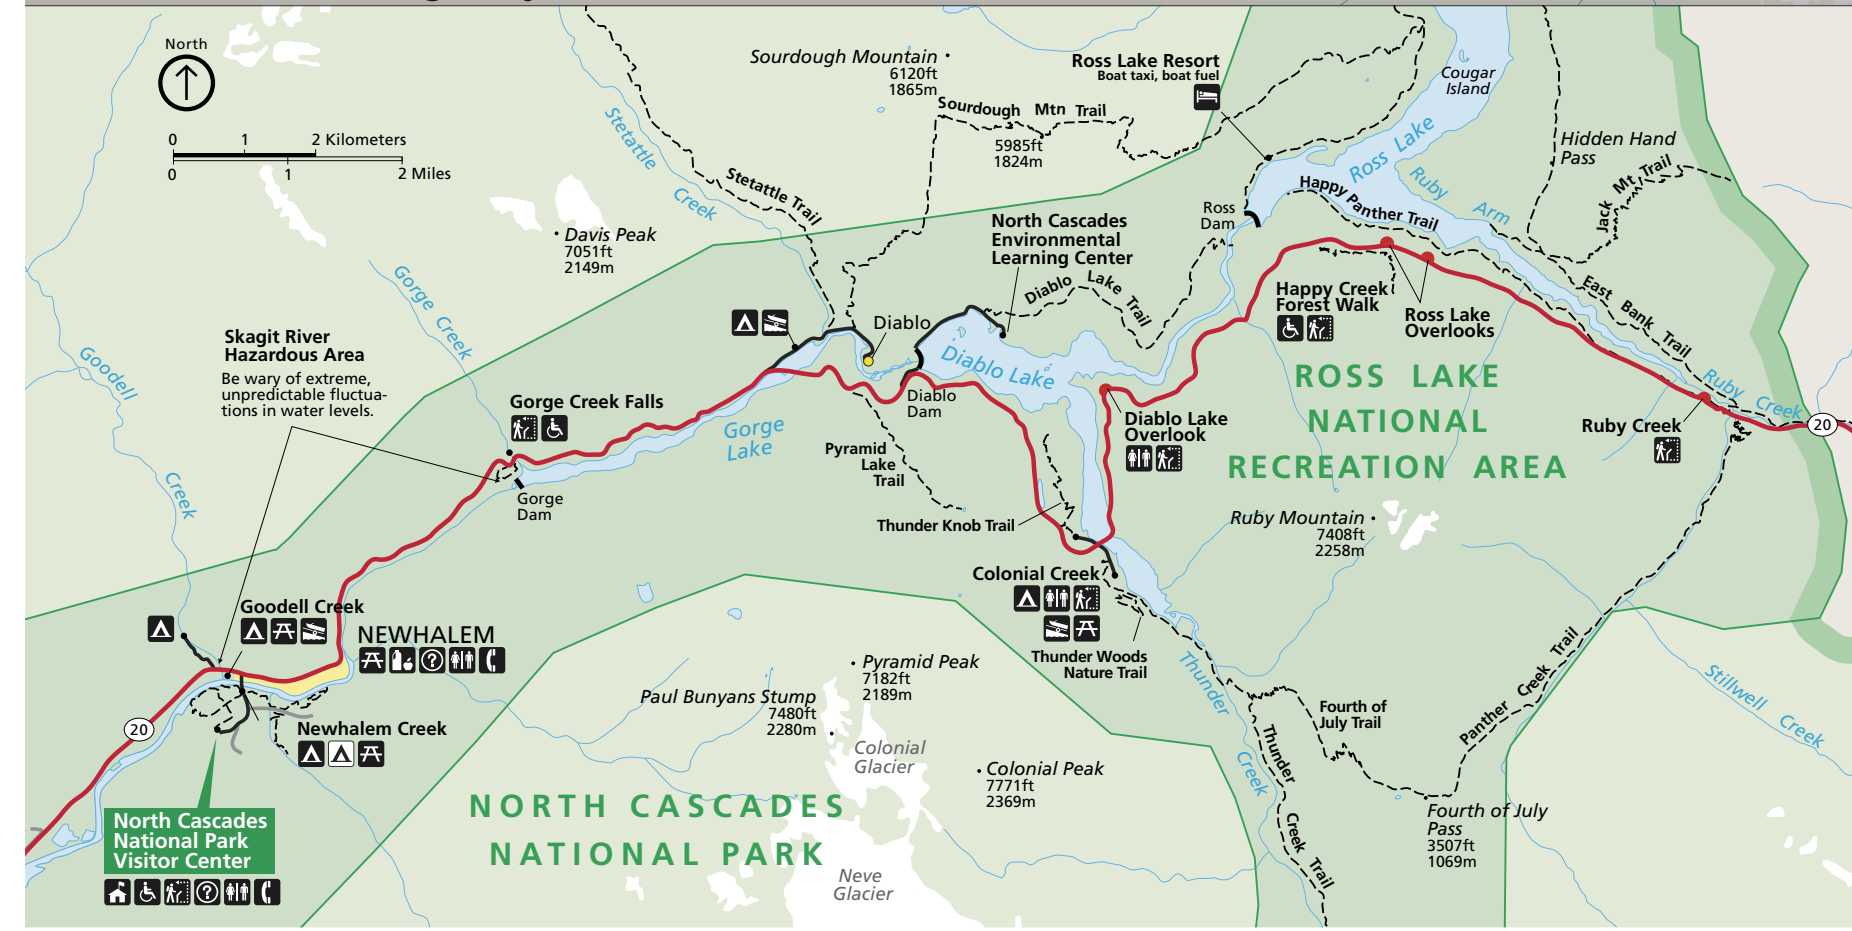 North
0 1 2 Kilometers
0 1 2 Miles
Sourdough Mountain
6120ft
1865m
Sourdough Mtn Trail
5985ft
1824m
Ross Lake Resort
Boat taxi, boat fuel
Cougar
Island
Ross Lake
Ruby Arm
Hidden Hand
Pass
Jack Mt Trail
Happy Panther Trail
Ross
Dam
Stetattle Creek
Stetattle Trail
Davis Peak
7051ft
2149m
North Cascades
Environmental
Learning Center
Diablo Lake Trail
Happy Creek
Forest Walk
Ross Lake
Overlooks
East Bank Trail
Gorge Creek
Goodell Creek
Skagit River
Hazardous Area
Be wary of extreme,
unpredictable fluctua-
tions in water levels.
Diablo
Diablo Lake
Diablo
Dam
Gorge Creek Falls
Gorge
Lake
Gorge
Dam
Pyramid
Lake
Trail
Diablo Lake
Overlook
ROSS LAKE
NATIONAL
RECREATION AREA
Ruby Creek
Ruby Creek
20
Thunder Knob Trail
Ruby Mountain
7408ft
2258m
Colonial Creek
Thunder Woods
Nature Trail
Goodell Creek
NEWHALEM
Newhalem Creek
20
North Cascades
National Park
Visitor Center
Pyramid Peak
7182ft
2189m
Paul Bunyans Stump
7480ft
2280m
Colonial
Glacier
Colonial Peak
7771ft
2369m
NORTH CASCADES
NATIONAL PARK
Neve
Glacier
Thunder Creek
Thunder Creek Trail
Fourth of
July Trail
Panther Creek Trail
Stillwell Creek
Fourth of July
Pass
3507ft
1069m